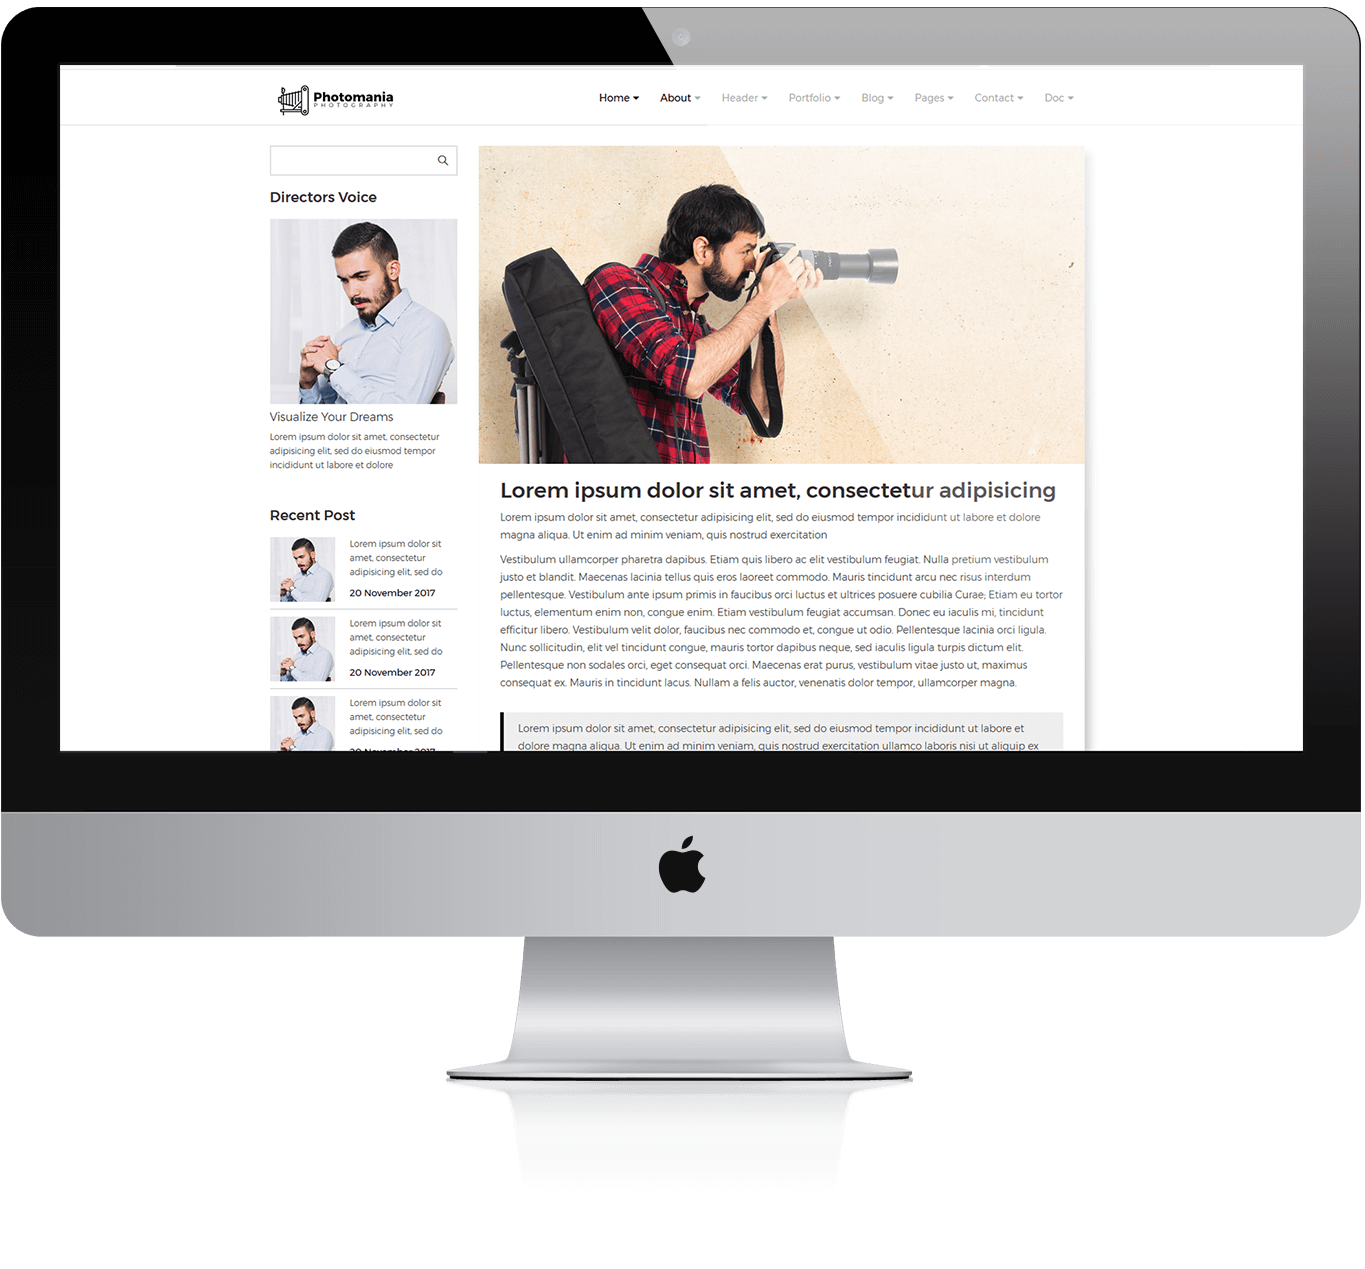 Photomania
PHOTOGRAPHY
Home
About
Header
Portfolio
Blog
Pages
Contact
Doc
Directors Voice
Visualize Your Dreams
Lorem ipsum dolor sit amet, consectetur
adipisicing elit, sed do eiusmod tempor
incididunt ut labore et dolore
Recent Post
Lorem ipsum dolor sit
amet, consectetur
adipisicing elit, sed do
20 November 2017
Lorem ipsum dolor sit
amet, consectetur
adipisicing elit, sed do
20 November 2017
Lorem ipsum dolor sit
amet, consectetur
adipisicing elit, sed do
20 November 2017
Lorem ipsum dolor sit amet, consectetur adipisicing
Lorem ipsum dolor sit amet, consectetur adipisicing elit, sed do eiusmod tempor incididunt ut labore et dolore
magna aliqua. Ut enim ad minim veniam, quis nostrud exercitation
Vestibulum ullamcorper pharetra dapibus. Etiam quis libero ac elit vestibulum feugiat. Nulla pretium vestibulum
justo et blandit. Maecenas lacinia tellus quis eros laoreet commodo. Mauris tincidunt arcu nec risus interdum
pellentesque. Vestibulum ante ipsum primis in faucibus orci luctus et ultrices posuere cubilia Curae; Etiam eu tortor
luctus, elementum enim non, congue enim. Etiam vestibulum feugiat accumsan. Donec eu iaculis mi, tincidunt
efficitur libero. Vestibulum velit dolor, faucibus nec commodo et, congue ut odio. Pellentesque lacinia orci ligula.
Nunc sollicitudin, elit vel tincidunt congue, mauris tortor dapibus neque, sed iaculis ligula turpis dictum elit.
Pellentesque non sodales orci, eget consequat orci. Maecenas erat purus, vestibulum vitae justo ut, maximus
consequat ex. Mauris in tincidunt lacus. Nullam a felis auctor, venenatis dolor tempor, ullamcorper magna.
Lorem ipsum dolor sit amet, consectetur adipisicing elit, sed do eiusmod tempor incididunt ut labore et
dolore magna aliqua. Ut enim ad minim veniam, quis nostrud exercitation ullamco laboris nisi ut aliquip ex